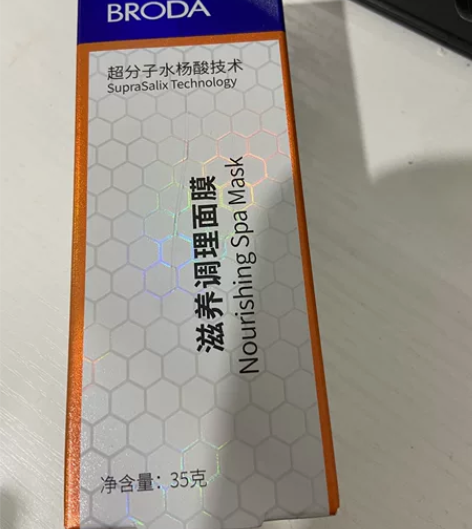 BRODA
超分子水杨酸技术
SupraSalix Technology
滋养调理面膜
Nourishing Spa Mask
净含量：35克